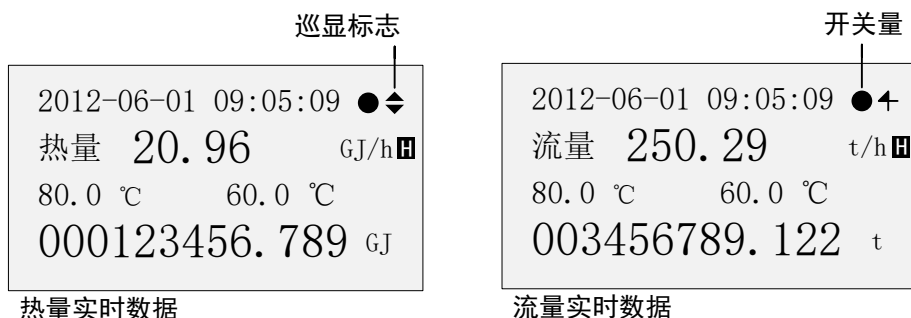 巡显标志
2012-06-01 09:05:09
热量 20.96 GJ/h H
80.0 ℃ 60.0 ℃
000123456.789 GJ
热量实时数据
开关量
2012-06-01 09:05:09
流量 250.29 t/h H
80.0 ℃ 60.0 ℃
003456789.122 t
流量实时数据